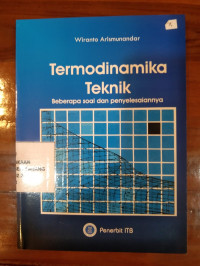 Wiranto Arismunandar
Termodinamika
Teknik
Beberapa soal dan penyelesaiannya
Penerbit ITB